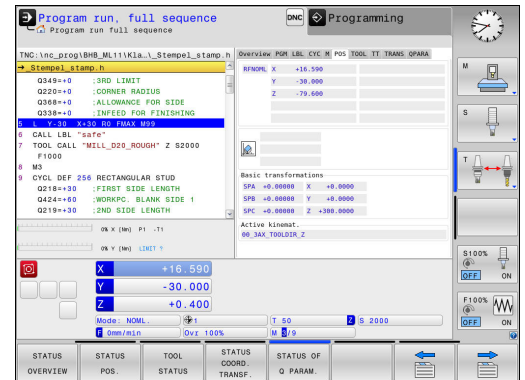 Program run, full sequence
DNC
Programming
Program run full sequence
TNC:\nc_prog\BHB_ML11\Kla…\_Stempel_stamp.h
Overview PGM LBL CYC M POS TOOL TT TRANS QPARA
→_Stempel_stamp.h
Q349=+0 ;3RD LIMIT
Q220=+0 ;CORNER RADIUS
Q368=+0 ;ALLOWANCE FOR SIDE
Q338=+0 ;INFEED FOR FINISHING
5 L Y-30 X+30 R0 FMAX M99
6 CALL LBL "safe"
7 TOOL CALL "MILL_D20_ROUGH" Z S2000
F1000
8 M3
9 CYCL DEF 256 RECTANGULAR STUD
Q218=+30 ;FIRST SIDE LENGTH
Q424=+60 ;WORKPC. BLANK SIDE 1
Q219=+30 ;2ND SIDE LENGTH
RFNOML X +16.590
Y -30.000
Z -79.600
Basic transformations
SPA +0.00000 X +0.0000
SPB +0.00000 Y +0.0000
SPC +0.00000 Z +300.0000
Active kinemat.
00_3AX_TOOLDIR_Z
0% X [Nm] P1 -T1
0% Y [Nm] LIMIT 1
X +16.590
Y -30.000
Z +0.400
Mode: NOML. 1 T 50 Z S 2000
F 0mm/min Ovr 100% M 3/9
M
S
T
S100%
OFF ON
F100%
OFF ON
STATUS OVERVIEW
STATUS POS.
TOOL STATUS
STATUS COORD. TRANSF.
STATUS OF Q PARAM.